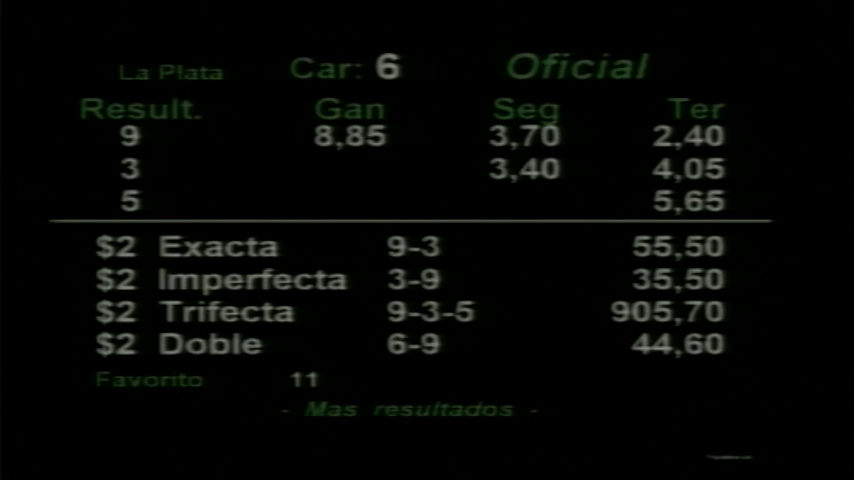 La Plata Car: 6 Oficial
Result. Gan Seg Ter
9 8,85 3,70 2,40
3 3,40 4,05
5 5,65
$2 Exacta 9-3 55,50
$2 Imperfecta 3-9 35,50
$2 Trifecta 9-3-5 905,70
$2 Doble 6-9 44,60
Favorito 11
- Mas resultados -